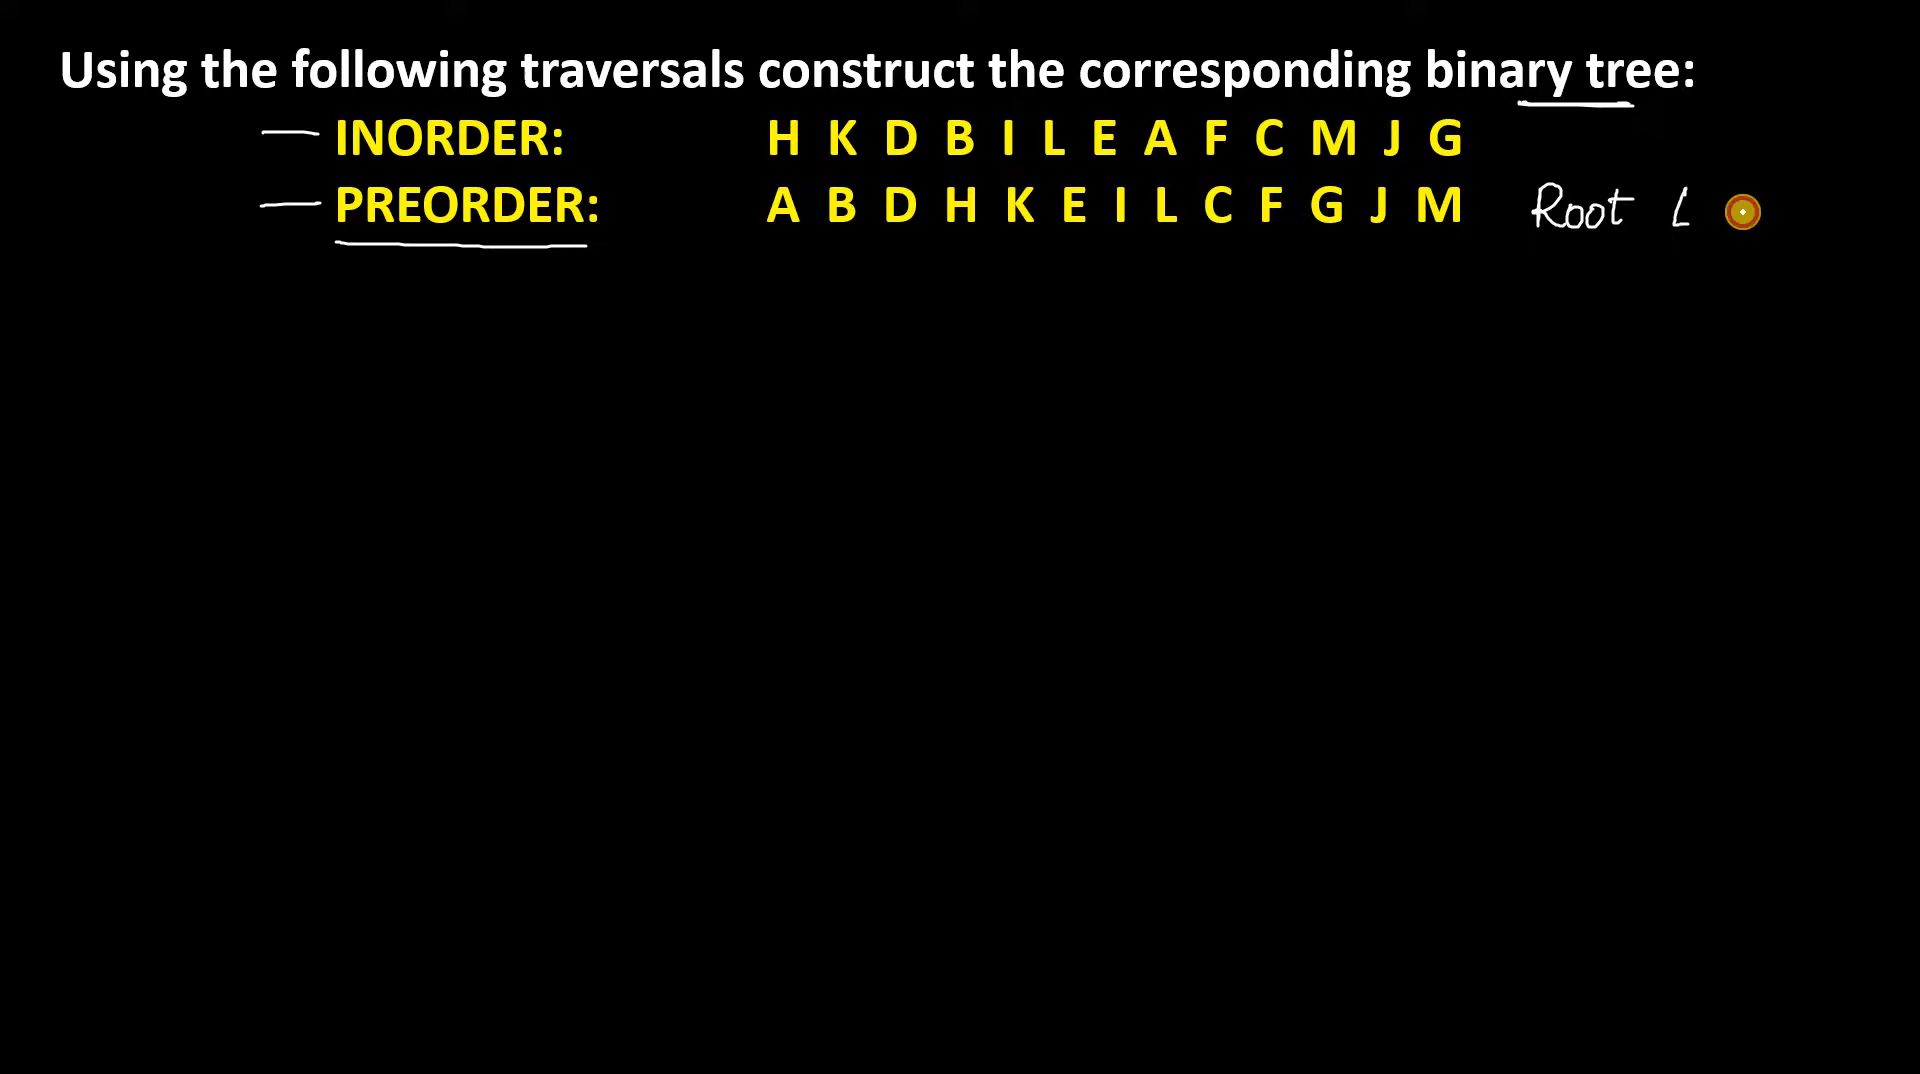 Using the following traversals construct the corresponding binary tree:
INORDER: H K D B I L E A F C M J G
PREORDER: A B D H K E I L C F G J M Root L